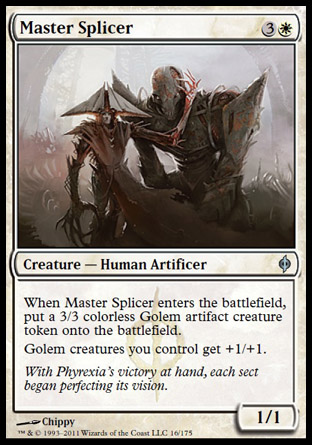 Master Splicer 3
Creature — Human Artificer
When Master Splicer enters the battlefield,
put a 3/3 colorless Golem artifact creature
token onto the battlefield.
Golem creatures you control get +1/+1.
With Phyrexia's victory at hand, each sect
began perfecting its vision.
Chippy
™ & © 1993–2011 Wizards of the Coast LLC 16/175
1/1